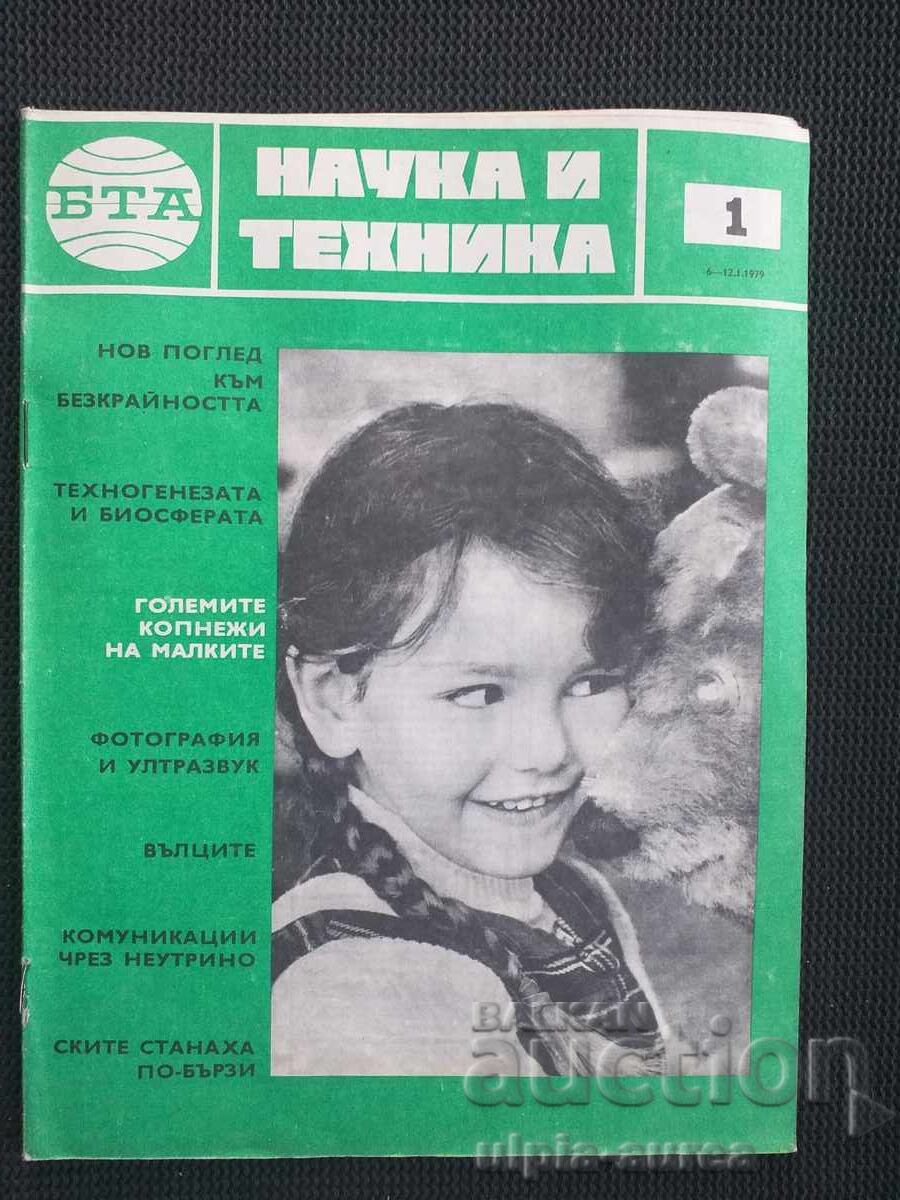 БТА
НАУКА И
ТЕХНИКА
1
6—12.I.1979
НОВ ПОГЛЕД
КЪМ
БЕЗКРАЙНОСТТА
ТЕХНОГЕНЕЗАТА
И БИОСФЕРАТА
ГОЛЕМИТЕ
КОПНЕЖИ
НА МАЛКИТЕ
ФОТОГРАФИЯ
И УЛТРАЗВУК
ВЪЛЦИТЕ
КОМУНИКАЦИИ
ЧРЕЗ НЕУТРИНО
СКИТЕ СТАНАХА
ПО-БЪРЗИ
BALKAN
auction
ulpia-aurea